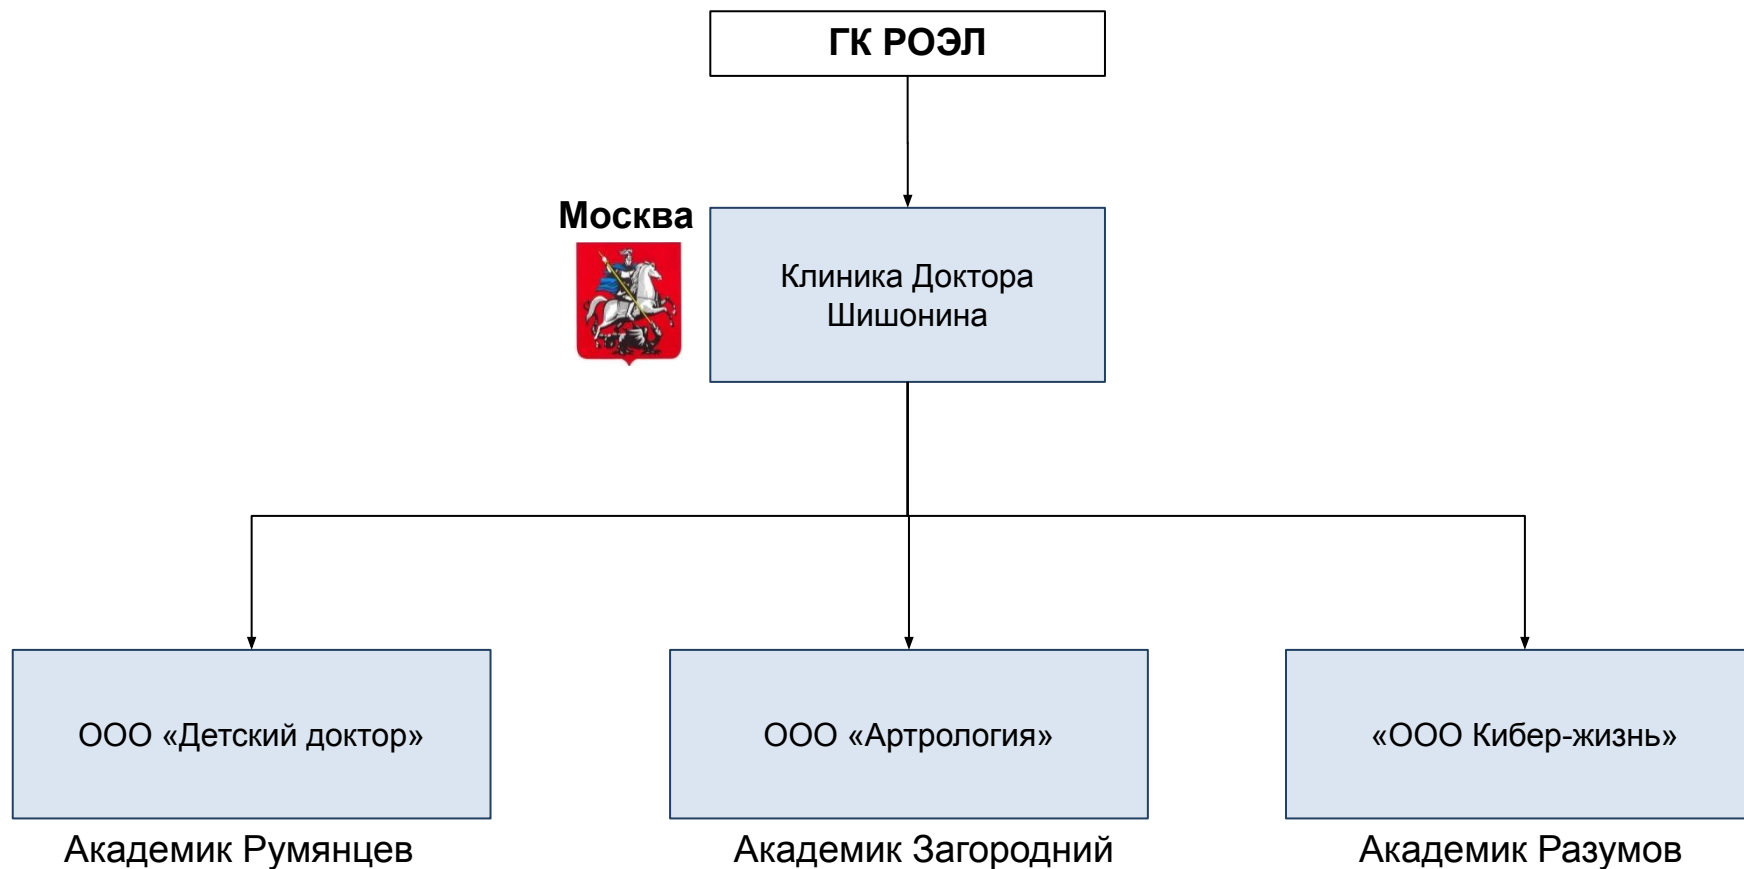 ГК РОЭЛ
Москва
Клиника Доктора
Шишонина
ООО «Детский доктор»
ООО «Артрология»
«ООО Кибер-жизнь»
Академик Румянцев
Академик Загородний
Академик Разумов